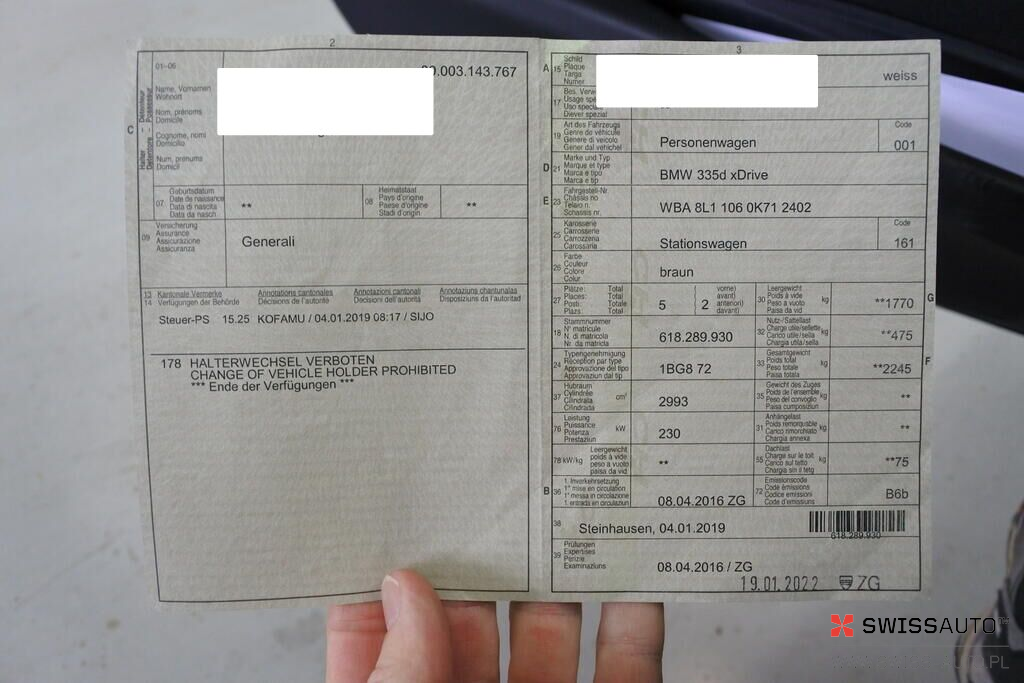 2
01–06
.003.143.767
Name, Vornamen
Wohnort
Nom, prénoms
Domicile
Cognome, nomi
Domicilio
Num, prenums
Domicil
C
Halter – Détenteur
Detentore – Possessur
07
Geburtsdatum
Date de naissance
Data di nascita
Data da nasch.
**
08
Heimatstaat
Pays d'origine
Paese d'origine
Stadi d'origin
**
09
Versicherung
Assurance
Assicurazione
Assicuranza
Generali
13
14
Kantonale Vermerke
Verfügungen der Behörde
Annotations cantonales
Décisions de l'autorité
Annotazioni cantonali
Decisioni dell'autorità
Annotaziuns chantunalas
Disposiziuns da l'autoritad
Steuer-PS 15.25 KOFAMU / 04.01.2019 08:17 / SIJO
178 HALTERWECHSEL VERBOTEN
CHANGE OF VEHICLE HOLDER PROHIBITED
*** Ende der Verfügungen ***
3
A
15
Schild
Plaque
Targa
Numer
weiss
17
Bes. Verw
Usage spé
Uso specia
Diever spezial
19
Art des Fahrzeugs
Genre de véhicule
Genere di veicolo
Gener dal vehichel
Personenwagen
Code
001
D
21
Marke und Typ
Marque et type
Marca e tipo
Marca e tip
BMW 335d xDrive
E
23
Fahrgestell-Nr.
Châssis no
Telaio n.
Schassis nr.
WBA 8L1 106 0K71 2402
25
Karosserie
Carrosserie
Carrozzeria
Carossaria
Stationswagen
Code
161
26
Farbe
Couleur
Colore
Colur
braun
27
Plätze: Total
Places: Total
Posti: Totale
Plazs: Total
5
2
vorne)
avant)
anteriori)
davant)
30
Leergewicht
Poids à vide
Peso a vuoto
Paisa da vid
kg
**1770
G
18
Stammnummer
N° matricule
N. di matricola
Nr. da matricla
618.289.930
32
Nutz-/Sattellast
Charge utile/sellette
Carico utile/sella
Chargia utila/sella
kg
**475
24
Typengenehmigung
Réception par type
Approvazione del tipo
Approvaziun dal tip
1BG8 72
33
Gesamtgewicht
Poids total
Peso totale
Paisa totala
kg
**2245
F
37
Hubraum
Cylindrée
Cilindrata
Cilindrada
cm³
2993
35
Gewicht des Zuges
Poids de l'ensemble
Peso del convoglio
Paisa cumposiziun
kg
**
76
Leistung
Puissance
Potenza
Prestaziun
kW
230
31
Anhängelast
Poids remorquable
Carico rimorchiato
Chargia annexa
kg
**
78
kW/kg
Leergewicht
poids à vide
peso a vuoto
paisa da vid
**
55
Dachlast
Charge sur le toit
Carico sul tetto
Chargia sin il tetg
kg
**75
B
36
1. Inverkehrsetzung
1re mise en circulation
1a messa in circolazione
1. entrada en circulaziun
08.04.2016 ZG
72
Emissionscode
Code émissions
Codice emissioni
Code d'emissiuns
B6b
38
Steinhausen, 04.01.2019
618.289.930
39
Prüfungen
Expertises
Perizie
Examinaziuns
08.04.2016 / ZG
19.01.2022 ZG
SWISSAUTO
.PL